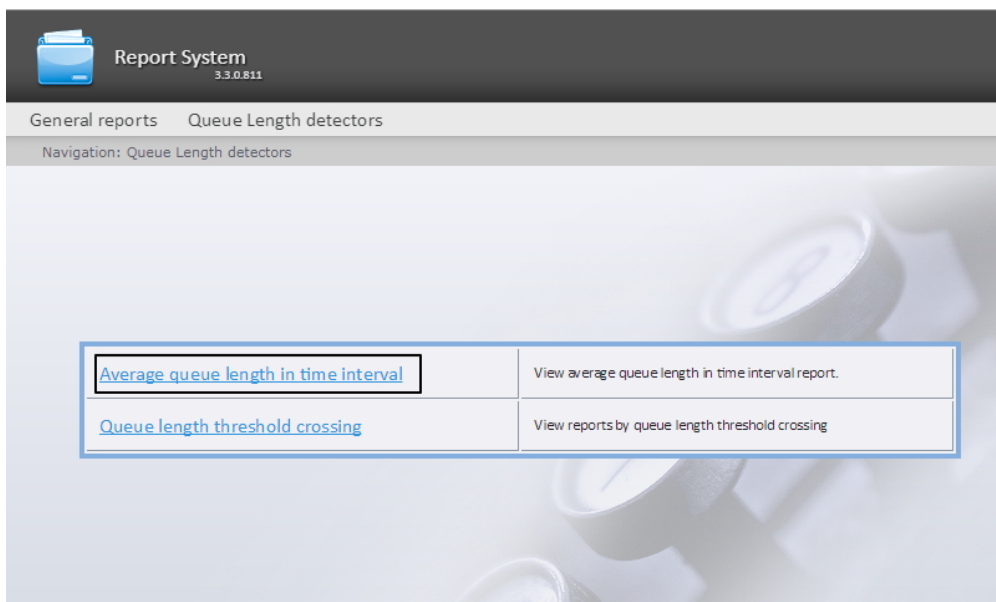 Report System
3.3.0.811
General reports Queue Length detectors
Navigation: Queue Length detectors
Average queue length in time interval View average queue length in time interval report.
Queue length threshold crossing View reports by queue length threshold crossing
8